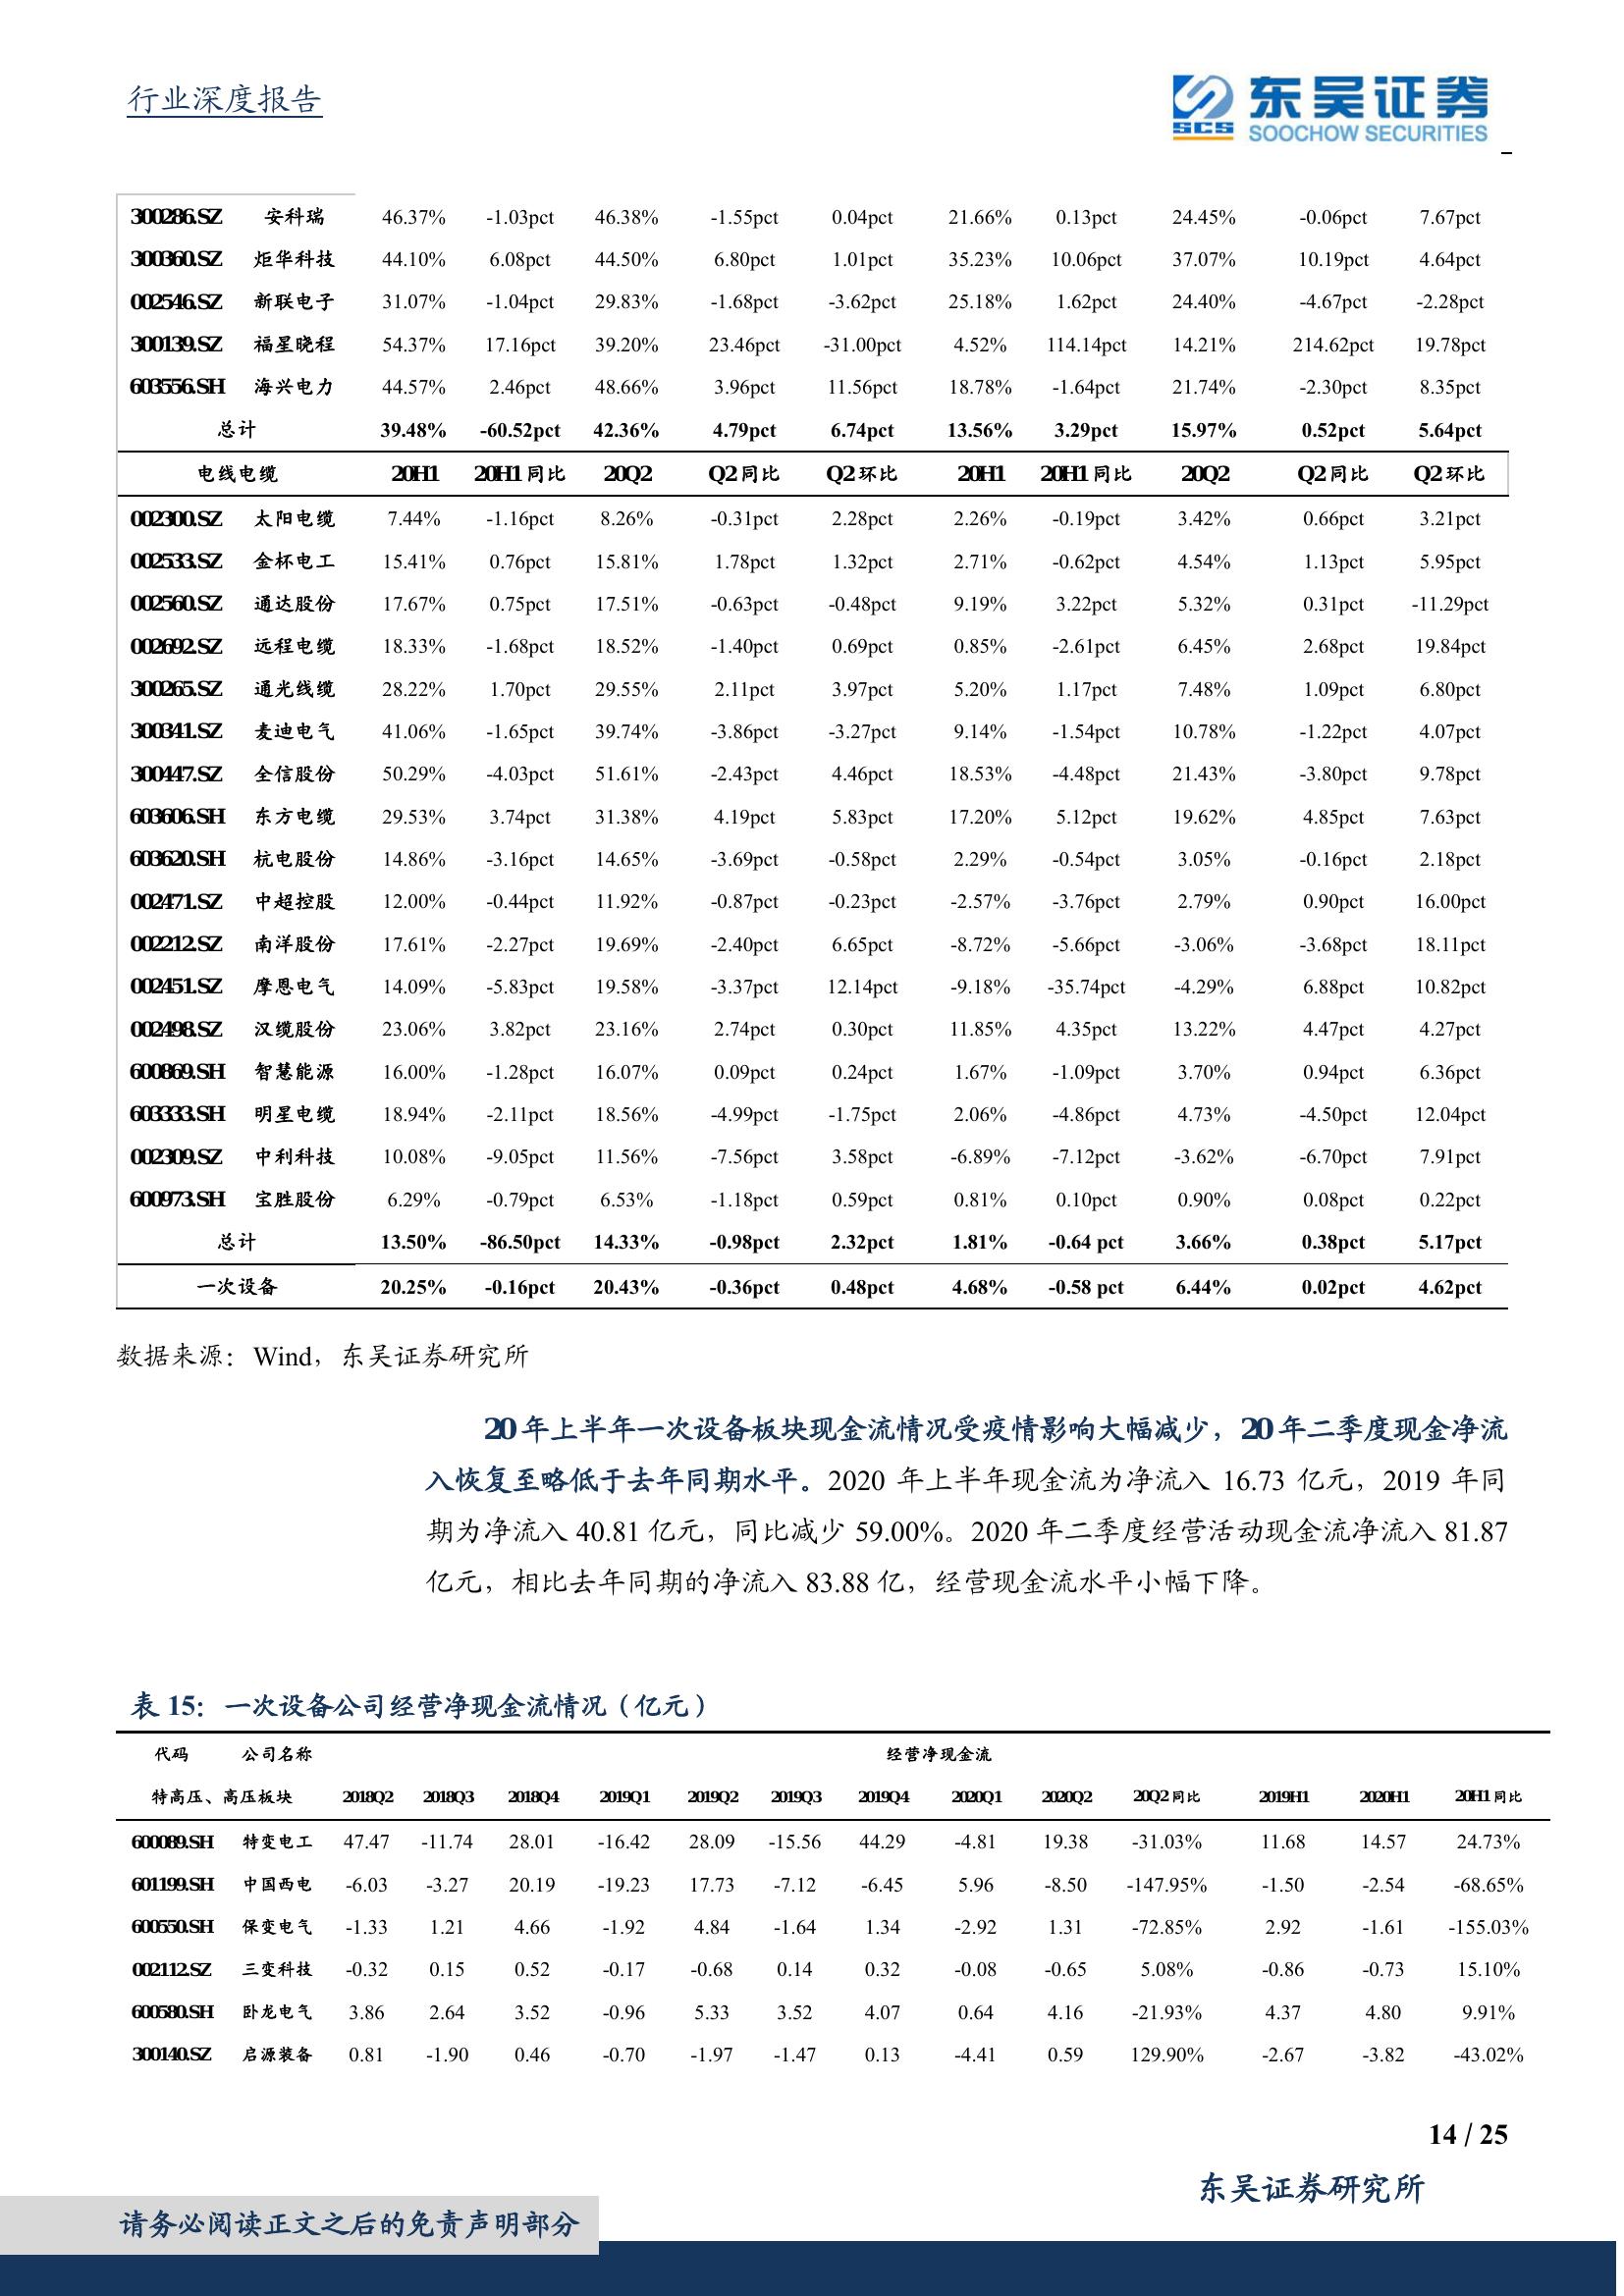 行业深度报告
东吴证券
SCS SOOCHOW SECURITIES
300286.SZ 安科瑞 46.37% -1.03pct 46.38% -1.55pct 0.04pct 21.66% 0.13pct 24.45% -0.06pct 7.67pct
300360.SZ 炬华科技 44.10% 6.08pct 44.50% 6.80pct 1.01pct 35.23% 10.06pct 37.07% 10.19pct 4.64pct
002546.SZ 新联电子 31.07% -1.04pct 29.83% -1.68pct -3.62pct 25.18% 1.62pct 24.40% -4.67pct -2.28pct
300139.SZ 福星晓程 54.37% 17.16pct 39.20% 23.46pct -31.00pct 4.52% 114.14pct 14.21% 214.62pct 19.78pct
603556.SH 海兴电力 44.57% 2.46pct 48.66% 3.96pct 11.56pct 18.78% -1.64pct 21.74% -2.30pct 8.35pct
总计 39.48% -60.52pct 42.36% 4.79pct 6.74pct 13.56% 3.29pct 15.97% 0.52pct 5.64pct
电线电缆 20H1 20H1同比 20Q2 Q2同比 Q2环比 20H1 20H1同比 20Q2 Q2同比 Q2环比
002300.SZ 太阳电缆 7.44% -1.16pct 8.26% -0.31pct 2.28pct 2.26% -0.19pct 3.42% 0.66pct 3.21pct
002533.SZ 金杯电工 15.41% 0.76pct 15.81% 1.78pct 1.32pct 2.71% -0.62pct 4.54% 1.13pct 5.95pct
002560.SZ 通达股份 17.67% 0.75pct 17.51% -0.63pct -0.48pct 9.19% 3.22pct 5.32% 0.31pct -11.29pct
002692.SZ 远程电缆 18.33% -1.68pct 18.52% -1.40pct 0.69pct 0.85% -2.61pct 6.45% 2.68pct 19.84pct
300265.SZ 通光线缆 28.22% 1.70pct 29.55% 2.11pct 3.97pct 5.20% 1.17pct 7.48% 1.09pct 6.80pct
300341.SZ 麦迪电气 41.06% -1.65pct 39.74% -3.86pct -3.27pct 9.14% -1.54pct 10.78% -1.22pct 4.07pct
300447.SZ 全信股份 50.29% -4.03pct 51.61% -2.43pct 4.46pct 18.53% -4.48pct 21.43% -3.80pct 9.78pct
603606.SH 东方电缆 29.53% 3.74pct 31.38% 4.19pct 5.83pct 17.20% 5.12pct 19.62% 4.85pct 7.63pct
603620.SH 杭电股份 14.86% -3.16pct 14.65% -3.69pct -0.58pct 2.29% -0.54pct 3.05% -0.16pct 2.18pct
002471.SZ 中超控股 12.00% -0.44pct 11.92% -0.87pct -0.23pct -2.57% -3.76pct 2.79% 0.90pct 16.00pct
002212.SZ 南洋股份 17.61% -2.27pct 19.69% -2.40pct 6.65pct -8.72% -5.66pct -3.06% -3.68pct 18.11pct
002451.SZ 摩恩电气 14.09% -5.83pct 19.58% -3.37pct 12.14pct -9.18% -35.74pct -4.29% 6.88pct 10.82pct
002498.SZ 汉缆股份 23.06% 3.82pct 23.16% 2.74pct 0.30pct 11.85% 4.35pct 13.22% 4.47pct 4.27pct
600869.SH 智慧能源 16.00% -1.28pct 16.07% 0.09pct 0.24pct 1.67% -1.09pct 3.70% 0.94pct 6.36pct
603333.SH 明星电缆 18.94% -2.11pct 18.56% -4.99pct -1.75pct 2.06% -4.86pct 4.73% -4.50pct 12.04pct
002309.SZ 中利科技 10.08% -9.05pct 11.56% -7.56pct 3.58pct -6.89% -7.12pct -3.62% -6.70pct 7.91pct
600973.SH 宝胜股份 6.29% -0.79pct 6.53% -1.18pct 0.59pct 0.81% 0.10pct 0.90% 0.08pct 0.22pct
总计 13.50% -86.50pct 14.33% -0.98pct 2.32pct 1.81% -0.64 pct 3.66% 0.38pct 5.17pct
一次设备 20.25% -0.16pct 20.43% -0.36pct 0.48pct 4.68% -0.58 pct 6.44% 0.02pct 4.62pct
数据来源：Wind，东吴证券研究所
20年上半年一次设备板块现金流情况受疫情影响大幅减少，20年二季度现金净流
入恢复至略低于去年同期水平。2020 年上半年现金流为净流入 16.73 亿元，2019 年同
期为净流入 40.81 亿元，同比减少 59.00%。2020 年二季度经营活动现金流净流入 81.87
亿元，相比去年同期的净流入 83.88 亿，经营现金流水平小幅下降。
表 15：一次设备公司经营净现金流情况（亿元）
代码 公司名称 经营净现金流
特高压、高压板块 2018Q2 2018Q3 2018Q4 2019Q1 2019Q2 2019Q3 2019Q4 2020Q1 2020Q2 20Q2同比 2019H1 2020H1 20H1同比
600089.SH 特变电工 47.47 -11.74 28.01 -16.42 28.09 -15.56 44.29 -4.81 19.38 -31.03% 11.68 14.57 24.73%
601199.SH 中国西电 -6.03 -3.27 20.19 -19.23 17.73 -7.12 -6.45 5.96 -8.50 -147.95% -1.50 -2.54 -68.65%
600550.SH 保变电气 -1.33 1.21 4.66 -1.92 4.84 -1.64 1.34 -2.92 1.31 -72.85% 2.92 -1.61 -155.03%
002112.SZ 三变科技 -0.32 0.15 0.52 -0.17 -0.68 0.14 0.32 -0.08 -0.65 5.08% -0.86 -0.73 15.10%
600580.SH 卧龙电气 3.86 2.64 3.52 -0.96 5.33 3.52 4.07 0.64 4.16 -21.93% 4.37 4.80 9.91%
300140.SZ 启源装备 0.81 -1.90 0.46 -0.70 -1.97 -1.47 0.13 -4.41 0.59 129.90% -2.67 -3.82 -43.02%
14 / 25
东吴证券研究所
请务必阅读正文之后的免责声明部分